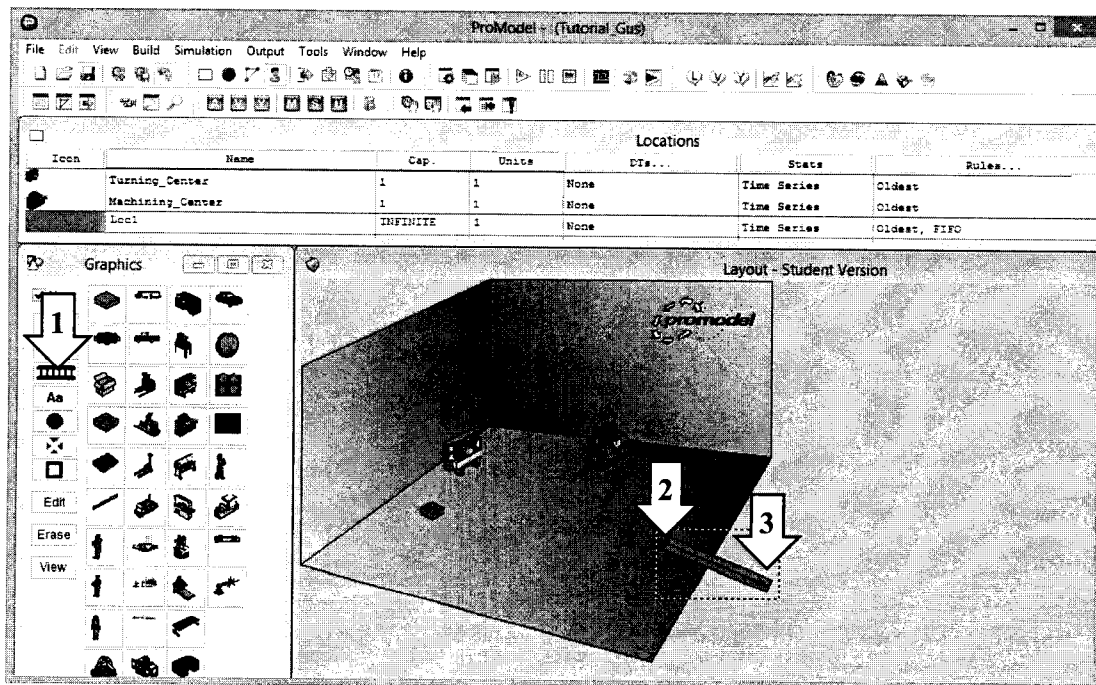 ProModel - (Tutorial_Gus)
File Edit View Build Simulation Output Tools Window Help
Locations
Icon Name Cap. Units DTs... Stats Rules...
Turning_Center 1 1 None Time Series Oldest
Machining_Center 1 1 None Time Series Oldest
Loc1 INFINITE 1 None Time Series Oldest, FIFO
Graphics
Layout - Student Version
promodel
1
Aa
Edit
Erase
View
2
3